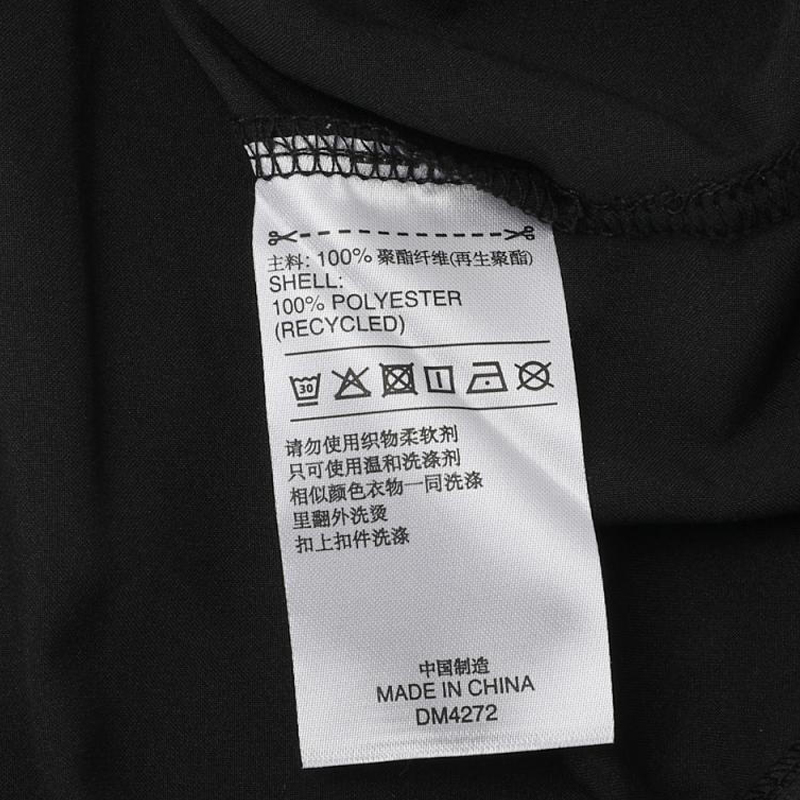 主料: 100% 聚酯纤维(再生聚酯)
SHELL:
100% POLYESTER
(RECYCLED)
30
请勿使用织物柔软剂
只可使用温和洗涤剂
相似颜色衣物一同洗涤
里翻外洗烫
扣上扣件洗涤
中国制造
MADE IN CHINA
DM4272